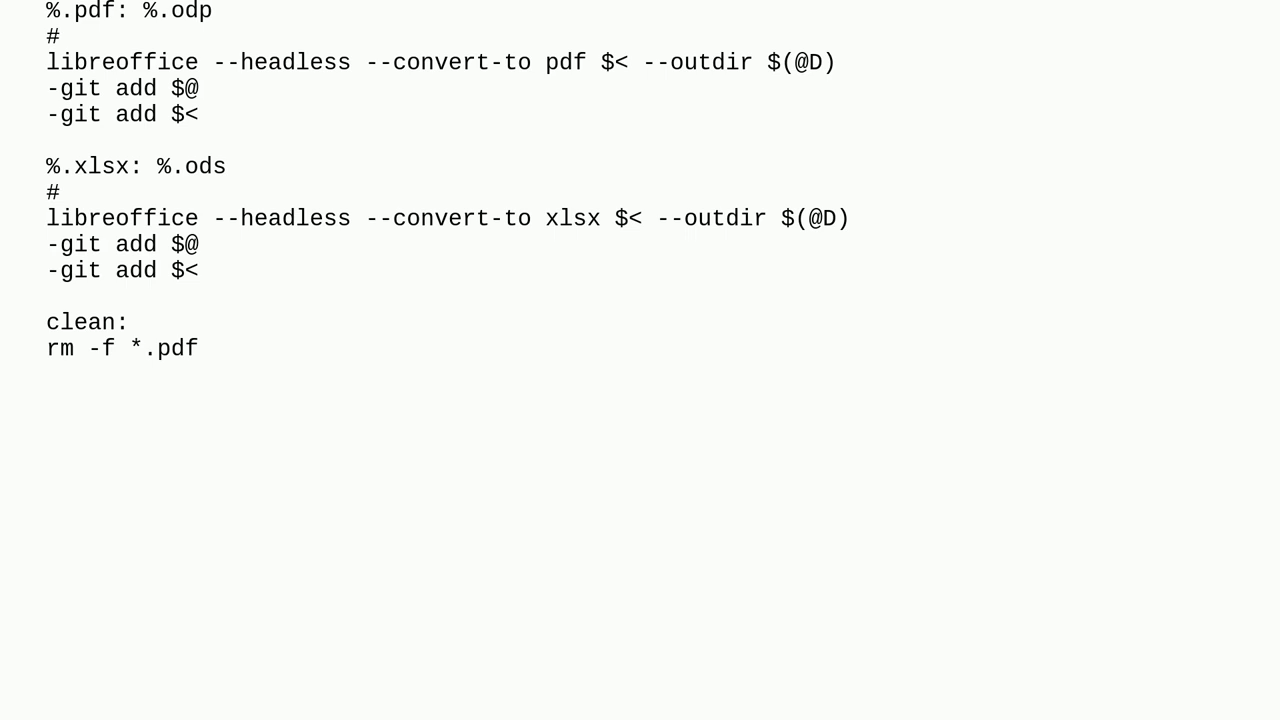 %.pdf: %.odp
#
libreoffice --headless --convert-to pdf $< --outdir $(@D)
-git add $@
-git add $<

%.xlsx: %.ods
#
libreoffice --headless --convert-to xlsx $< --outdir $(@D)
-git add $@
-git add $<

clean:
rm -f *.pdf